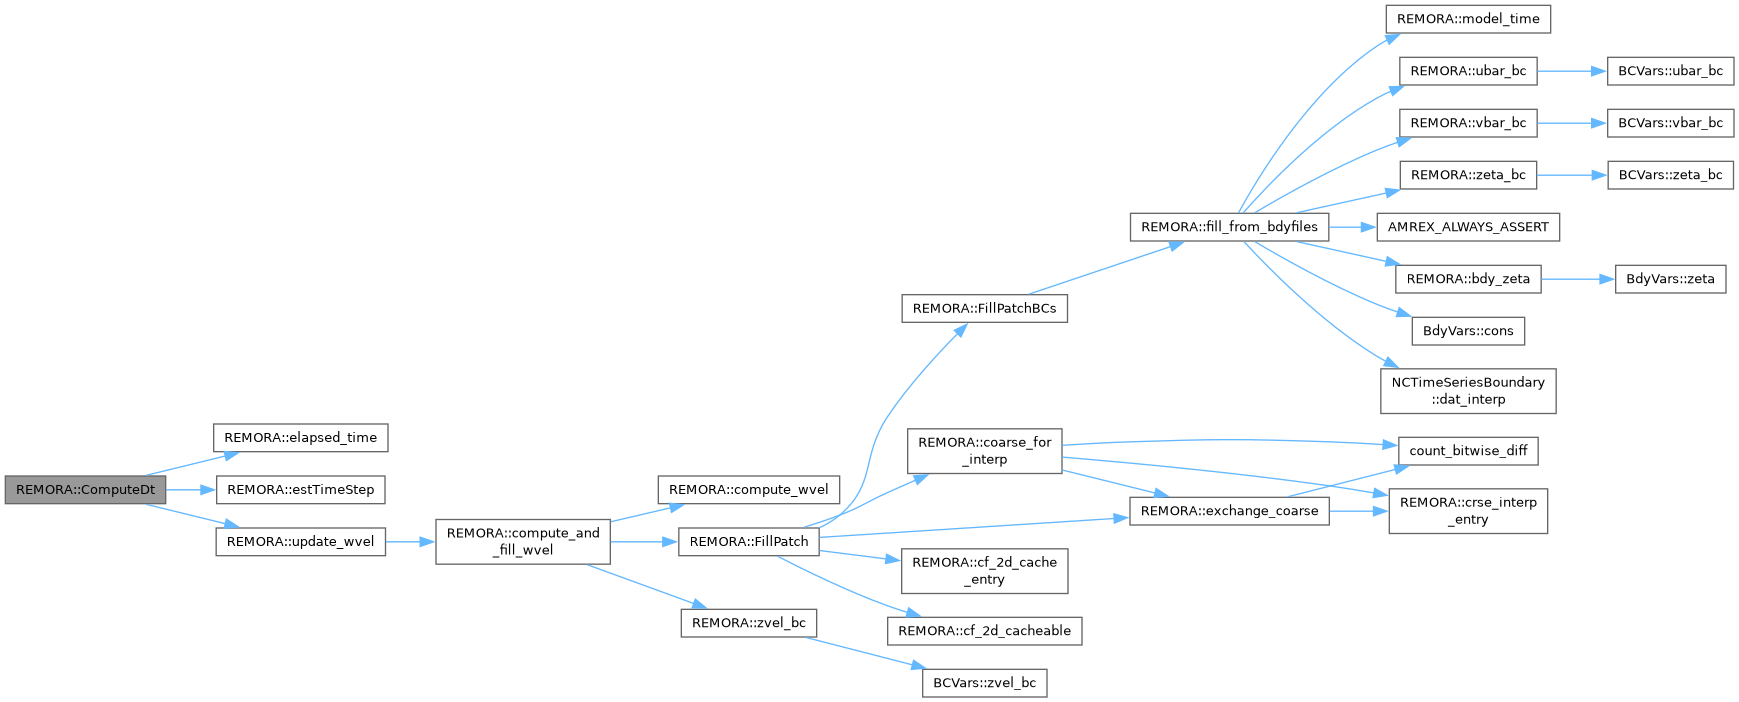 REMORA::model_time
REMORA::ubar_bc
BCVars::ubar_bc
REMORA::vbar_bc
BCVars::vbar_bc
REMORA::zeta_bc
BCVars::zeta_bc
REMORA::fill_from_bdyfiles
AMREX_ALWAYS_ASSERT
REMORA::bdy_zeta
BdyVars::zeta
REMORA::FillPatchBCs
BdyVars::cons
NCTimeSeriesBoundary
::dat_interp
REMORA::elapsed_time
REMORA::coarse_for
_interp
count_bitwise_diff
REMORA::ComputeDt
REMORA::estTimeStep
REMORA::compute_wvel
REMORA::exchange_coarse
REMORA::crse_interp
_entry
REMORA::update_wvel
REMORA::compute_and
_fill_wvel
REMORA::FillPatch
REMORA::cf_2d_cache
_entry
REMORA::zvel_bc
REMORA::cf_2d_cacheable
BCVars::zvel_bc